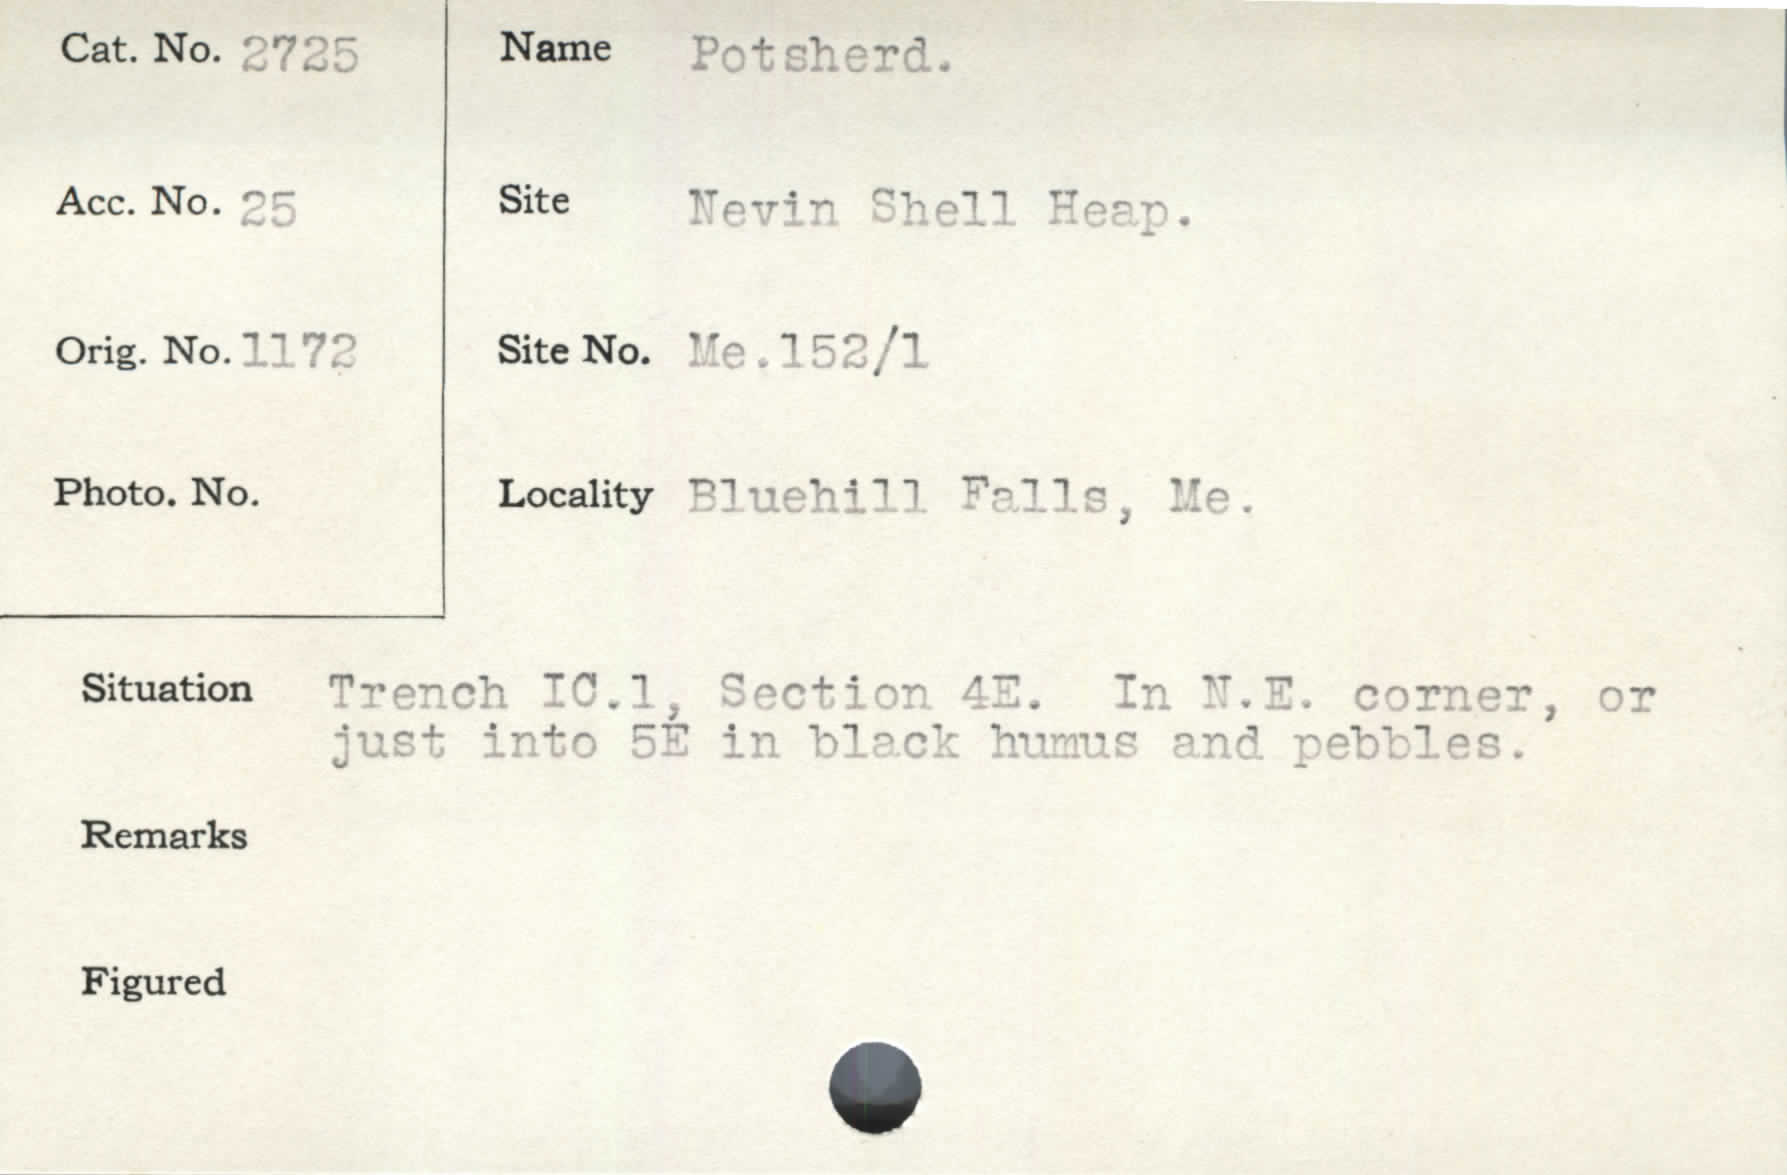 Cat. No. 2725
Name Potsherd.
Acc. No. 25
Site Nevin Shell Heap.
Orig. No. 1172
Site No. Me.152/1
Photo. No.
Locality Bluehill Falls, Me.
Situation Trench IC.1, Section 4E. In N.E. corner, or
just into 5E in black humus and pebbles.
Remarks
Figured